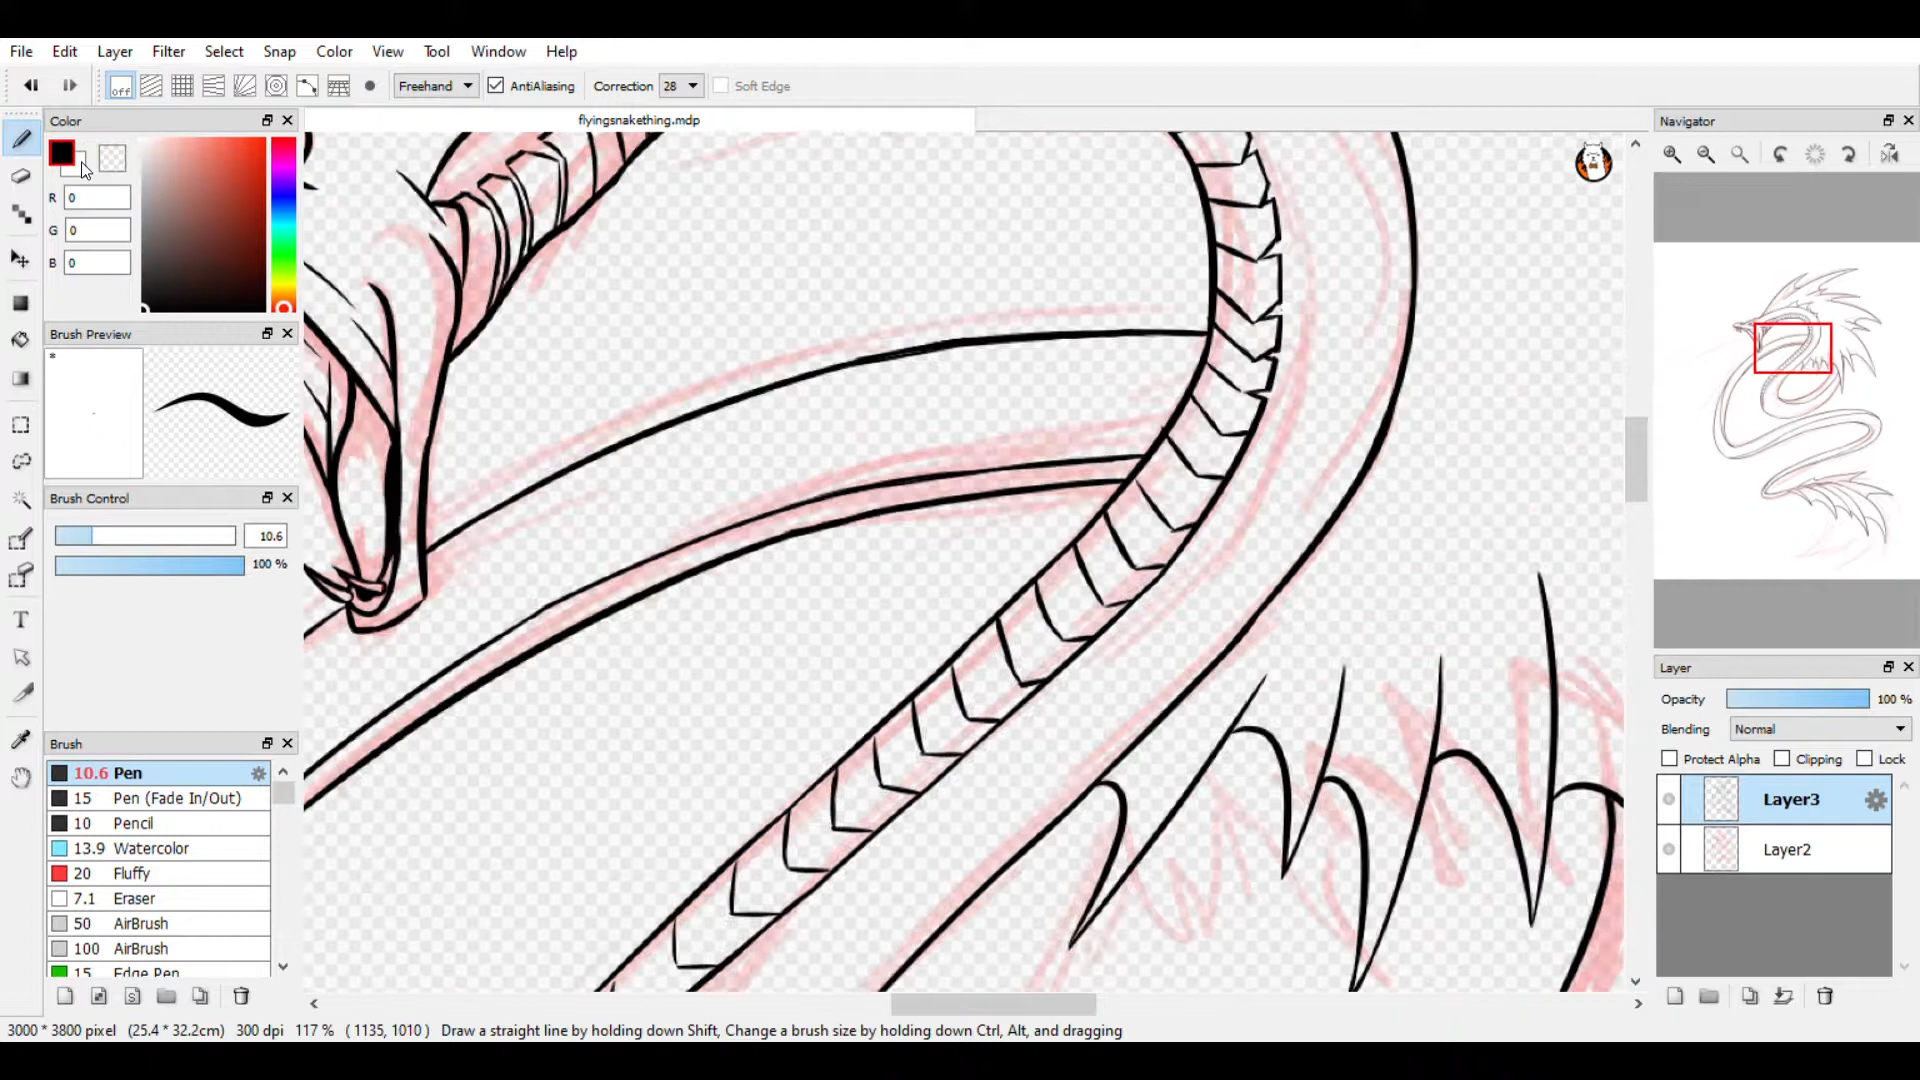 File Edit Layer Filter Select Snap Color View Tool Window Help
off Freehand AntiAliasing Correction 28 Soft Edge
Color
flyingsnakething.mdp
Navigator
R 0
G 0
B 0
Brush Preview
*
Brush Control
10.6
100 %
Brush
10.6 Pen
15 Pen (Fade In/Out)
10 Pencil
13.9 Watercolor
20 Fluffy
7.1 Eraser
50 AirBrush
100 AirBrush
15 Edge Pen
Layer
Opacity 100 %
Blending Normal
Protect Alpha Clipping Lock
Layer3
Layer2
3000 * 3800 pixel (25.4 * 32.2cm) 300 dpi 117 % ( 1135, 1010 ) Draw a straight line by holding down Shift, Change a brush size by holding down Ctrl, Alt, and dragging